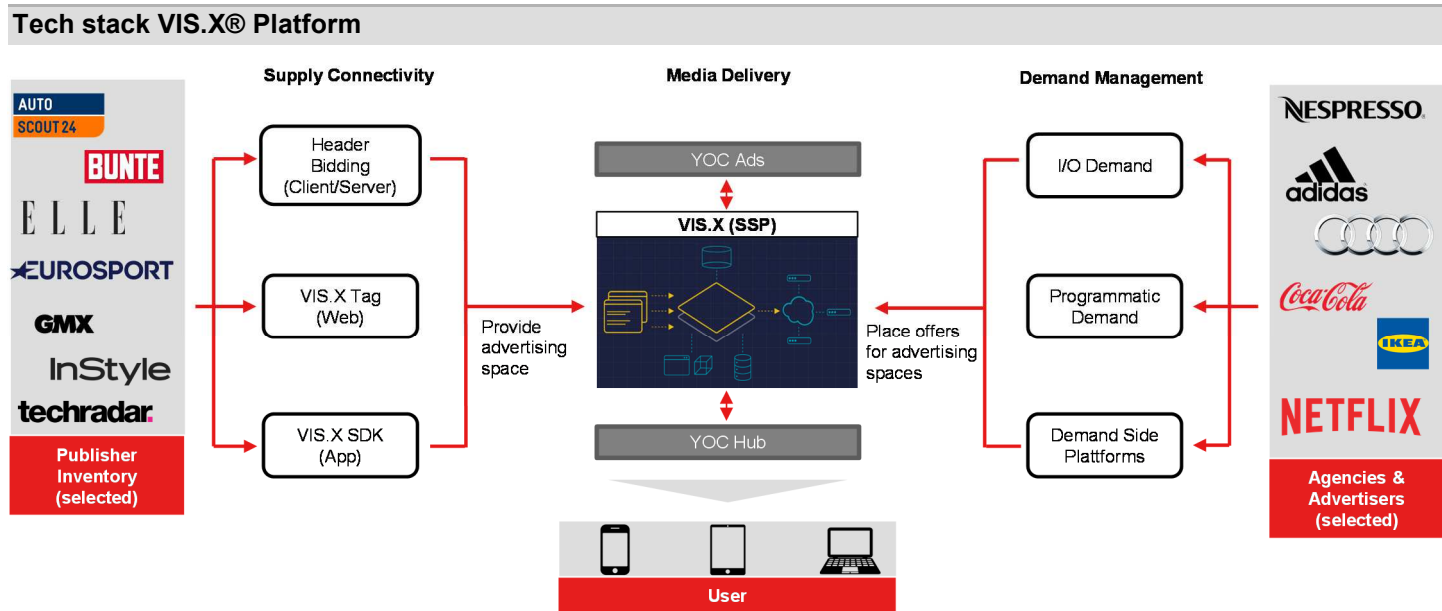 Tech stack VIS.X® Platform
Supply Connectivity
Media Delivery
Demand Management
AUTO
SCOUT24
BUNTE
ELLE
EUROSPORT
GMX
InStyle
techradar.
Publisher
Inventory
(selected)
Header
Bidding
(Client/Server)
VIS.X Tag
(Web)
VIS.X SDK
(App)
Provide
advertising
space
YOC Ads
VIS.X (SSP)
YOC Hub
User
Place offers
for advertising
spaces
I/O Demand
Programmatic
Demand
Demand Side
Plattforms
NESPRESSO.
adidas
Coca-Cola
IKEA
NETFLIX
Agencies &
Advertisers
(selected)